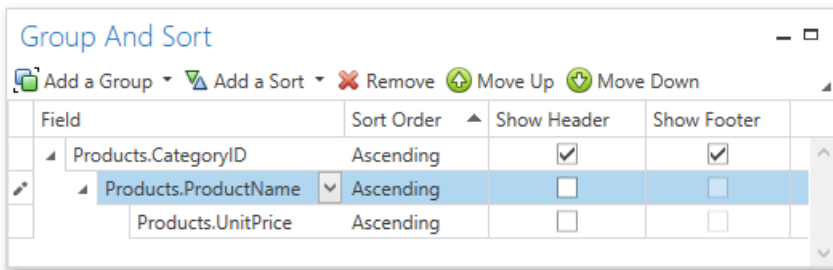 Group And Sort
Add a Group Add a Sort Remove Move Up Move Down
Field Sort Order Show Header Show Footer
Products.CategoryID Ascending
Products.ProductName Ascending
Products.UnitPrice Ascending